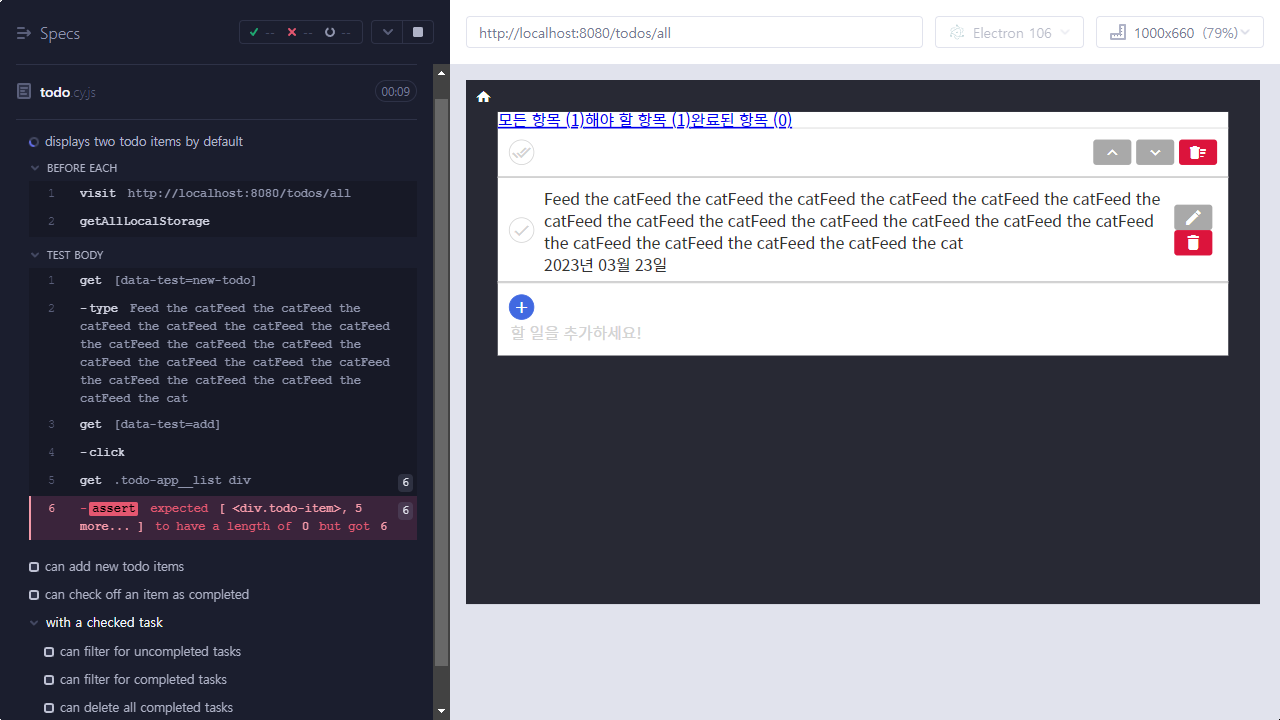 Specs
-- -- --
todo.cy.js 00:09
displays two todo items by default
BEFORE EACH
1 visit http://localhost:8080/todos/all
2 getAllLocalStorage
TEST BODY
1 get [data-test=new-todo]
2 -type Feed the catFeed the catFeed the
catFeed the catFeed the catFeed the catFeed
the catFeed the catFeed the catFeed the
catFeed the catFeed the catFeed the catFeed
the catFeed the catFeed the catFeed the
catFeed the cat
3 get [data-test=add]
4 -click
5 get .todo-app__list div 6
6 -assert expected [ <div.todo-item>, 5 6
more... ] to have a length of 0 but got 6
can add new todo items
can check off an item as completed
with a checked task
can filter for uncompleted tasks
can filter for completed tasks
can delete all completed tasks
http://localhost:8080/todos/all
Electron 106
1000x660 (79%)
모든 항목 (1)해야 할 항목 (1)완료된 항목 (0)
Feed the catFeed the catFeed the catFeed the catFeed the catFeed the
catFeed the catFeed the catFeed the catFeed the catFeed the catFeed
the catFeed the catFeed the catFeed the catFeed the cat
2023년 03월 23일
할 일을 추가하세요!